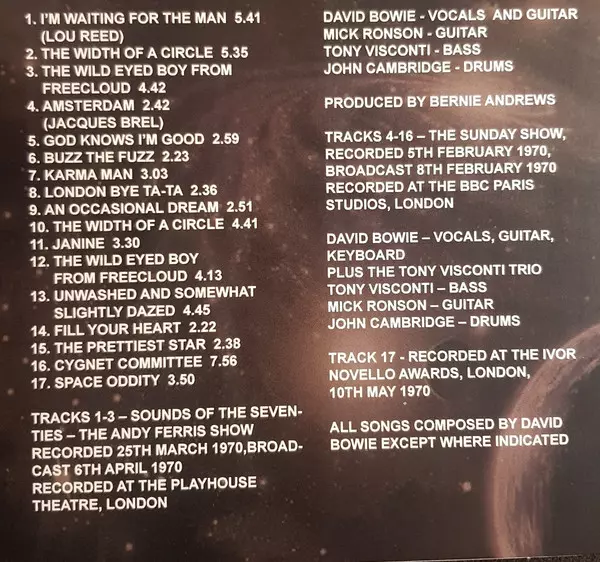 1. I'M WAITING FOR THE MAN 5.41
(LOU REED)
2. THE WIDTH OF A CIRCLE 5.35
3. THE WILD EYED BOY FROM
FREECLOUD 4.42
4. AMSTERDAM 2.42
(JACQUES BREL)
5. GOD KNOWS I'M GOOD 2.59
6. BUZZ THE FUZZ 2.23
7. KARMA MAN 3.03
8. LONDON BYE TA-TA 2.36
9. AN OCCASIONAL DREAM 2.51
10. THE WIDTH OF A CIRCLE 4.41
11. JANINE 3.30
12. THE WILD EYED BOY
FROM FREECLOUD 4.13
13. UNWASHED AND SOMEWHAT
SLIGHTLY DAZED 4.45
14. FILL YOUR HEART 2.22
15. THE PRETTIEST STAR 2.38
16. CYGNET COMMITTEE 7.56
17. SPACE ODDITY 3.50
TRACKS 1-3 – SOUNDS OF THE SEVEN-
TIES – THE ANDY FERRIS SHOW
RECORDED 25TH MARCH 1970,BROAD-
CAST 6TH APRIL 1970
RECORDED AT THE PLAYHOUSE
THEATRE, LONDON
DAVID BOWIE - VOCALS AND GUITAR
MICK RONSON - GUITAR
TONY VISCONTI - BASS
JOHN CAMBRIDGE - DRUMS
PRODUCED BY BERNIE ANDREWS
TRACKS 4-16 – THE SUNDAY SHOW,
RECORDED 5TH FEBRUARY 1970,
BROADCAST 8TH FEBRUARY 1970
RECORDED AT THE BBC PARIS
STUDIOS, LONDON
DAVID BOWIE – VOCALS, GUITAR,
KEYBOARD
PLUS THE TONY VISCONTI TRIO
TONY VISCONTI – BASS
MICK RONSON – GUITAR
JOHN CAMBRIDGE – DRUMS
TRACK 17 - RECORDED AT THE IVOR
NOVELLO AWARDS, LONDON,
10TH MAY 1970
ALL SONGS COMPOSED BY DAVID
BOWIE EXCEPT WHERE INDICATED